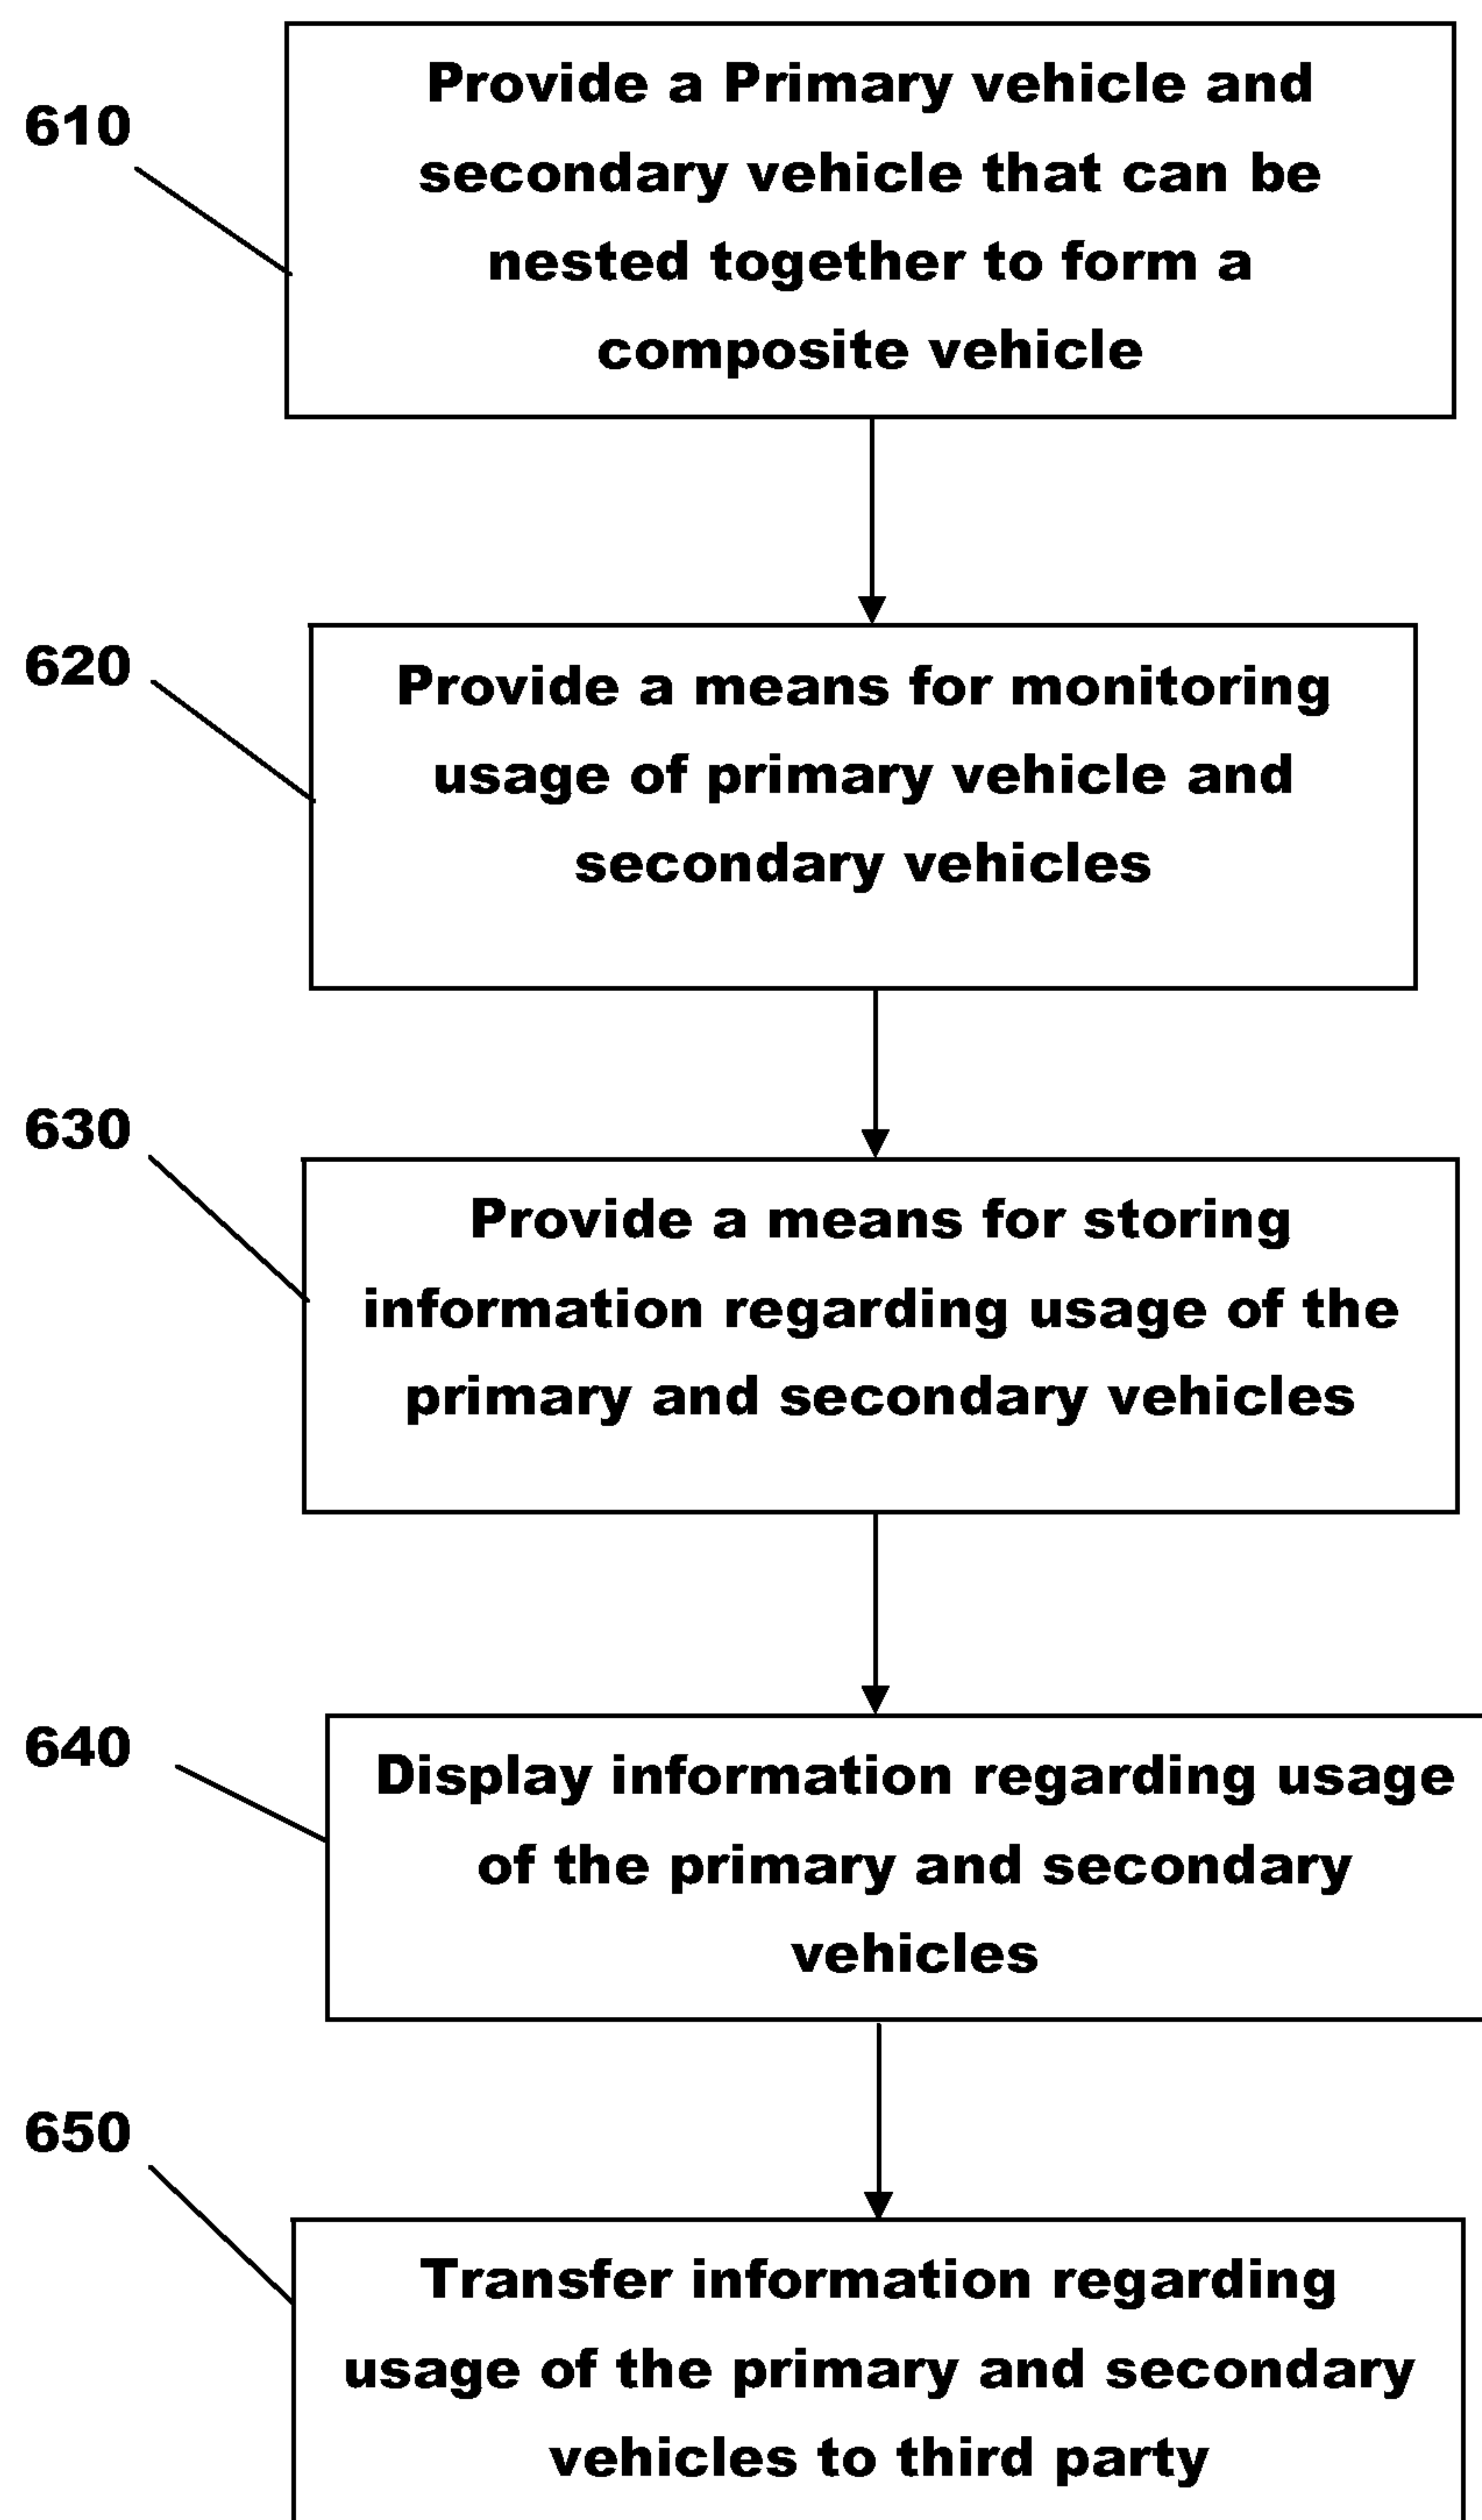 610
Provide a Primary vehicle and
secondary vehicle that can be
nested together to form a
composite vehicle
620
Provide a means for monitoring
usage of primary vehicle and
secondary vehicles
630
Provide a means for storing
information regarding usage of the
primary and secondary vehicles
640
Display information regarding usage
of the primary and secondary
vehicles
650
Transfer information regarding
usage of the primary and secondary
vehicles to third party